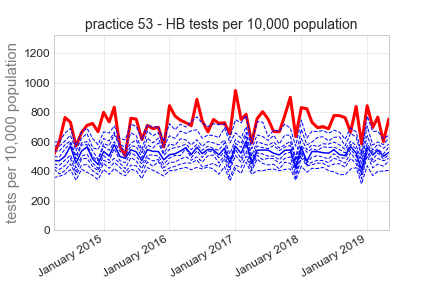 practice 53 - HB tests per 10,000 population
tests per 10,000 population
1200
1000
800
600
400
200
0
January 2015
January 2016
January 2017
January 2018
January 2019